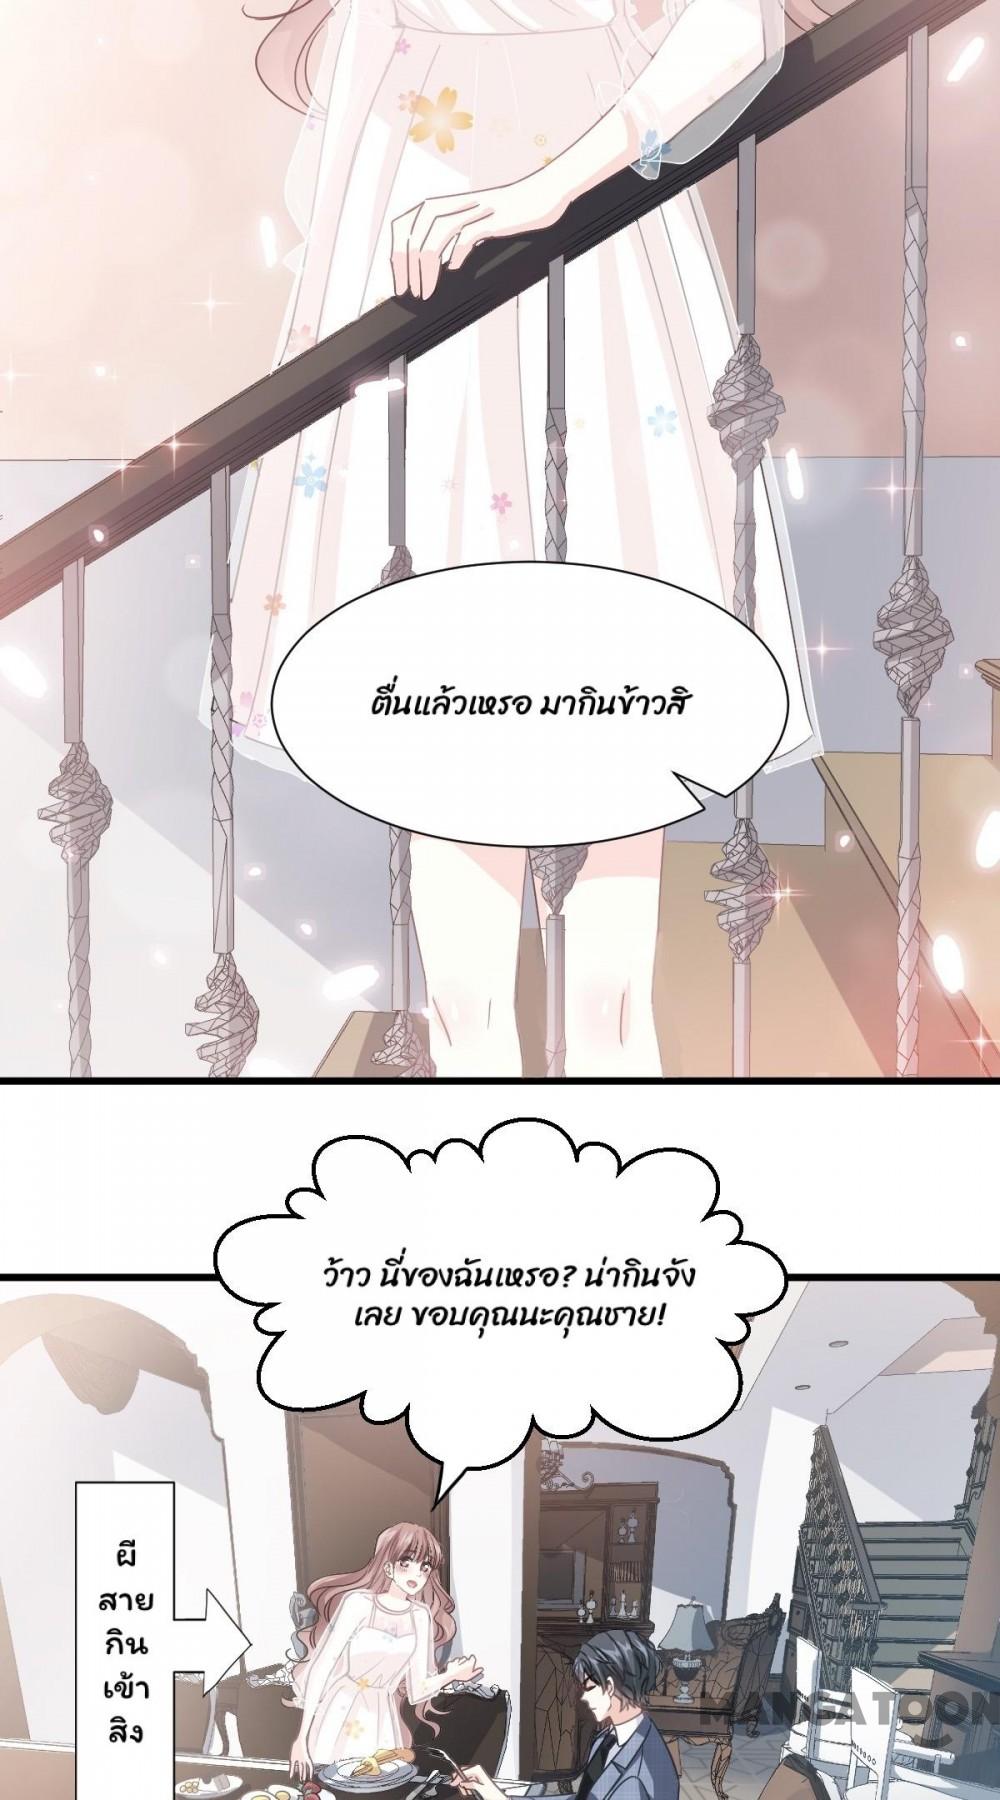 ตื่นแล้วเหรอ มากินข้าวสิ
ว้าว นี่ของฉันเหรอ? น่ากินจัง
เลย ขอบคุณนะคุณชาย!
ผี
สาย
กิน
เข้า
สิง
MANGATOON